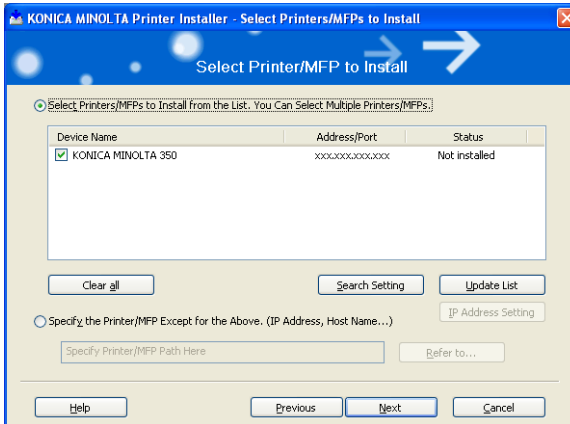 KONICA MINOLTA Printer Installer - Select Printers/MFPs to Install
Select Printer/MFP to Install
Select Printers/MFPs to Install from the List. You Can Select Multiple Printers/MFPs.
Device Name Address/Port Status
KONICA MINOLTA 350 xxx.xxx.xxx.xxx Not installed
Clear all Search Setting Update List
IP Address Setting
Specify the Printer/MFP Except for the Above. (IP Address, Host Name...)
Specify Printer/MFP Path Here Refer to...
Help Previous Next Cancel